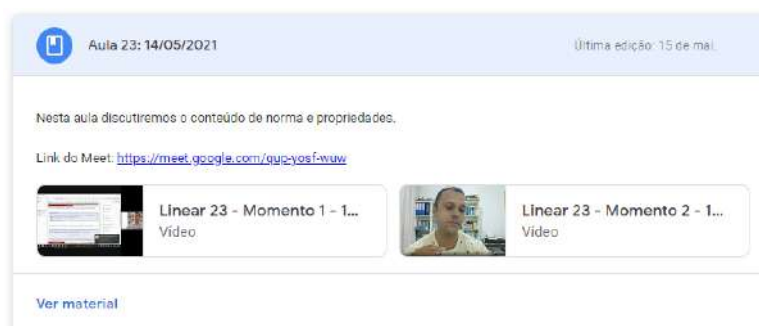 Aula 23: 14/05/2021
Última edição: 15 de mai.
Nesta aula discutiremos o conteúdo de norma e propriedades.
Link do Meet: https://meet.google.com/qup-yosf-wuw
Linear 23 - Momento 1 - 1...
Vídeo
Linear 23 - Momento 2 - 1...
Vídeo
Ver material